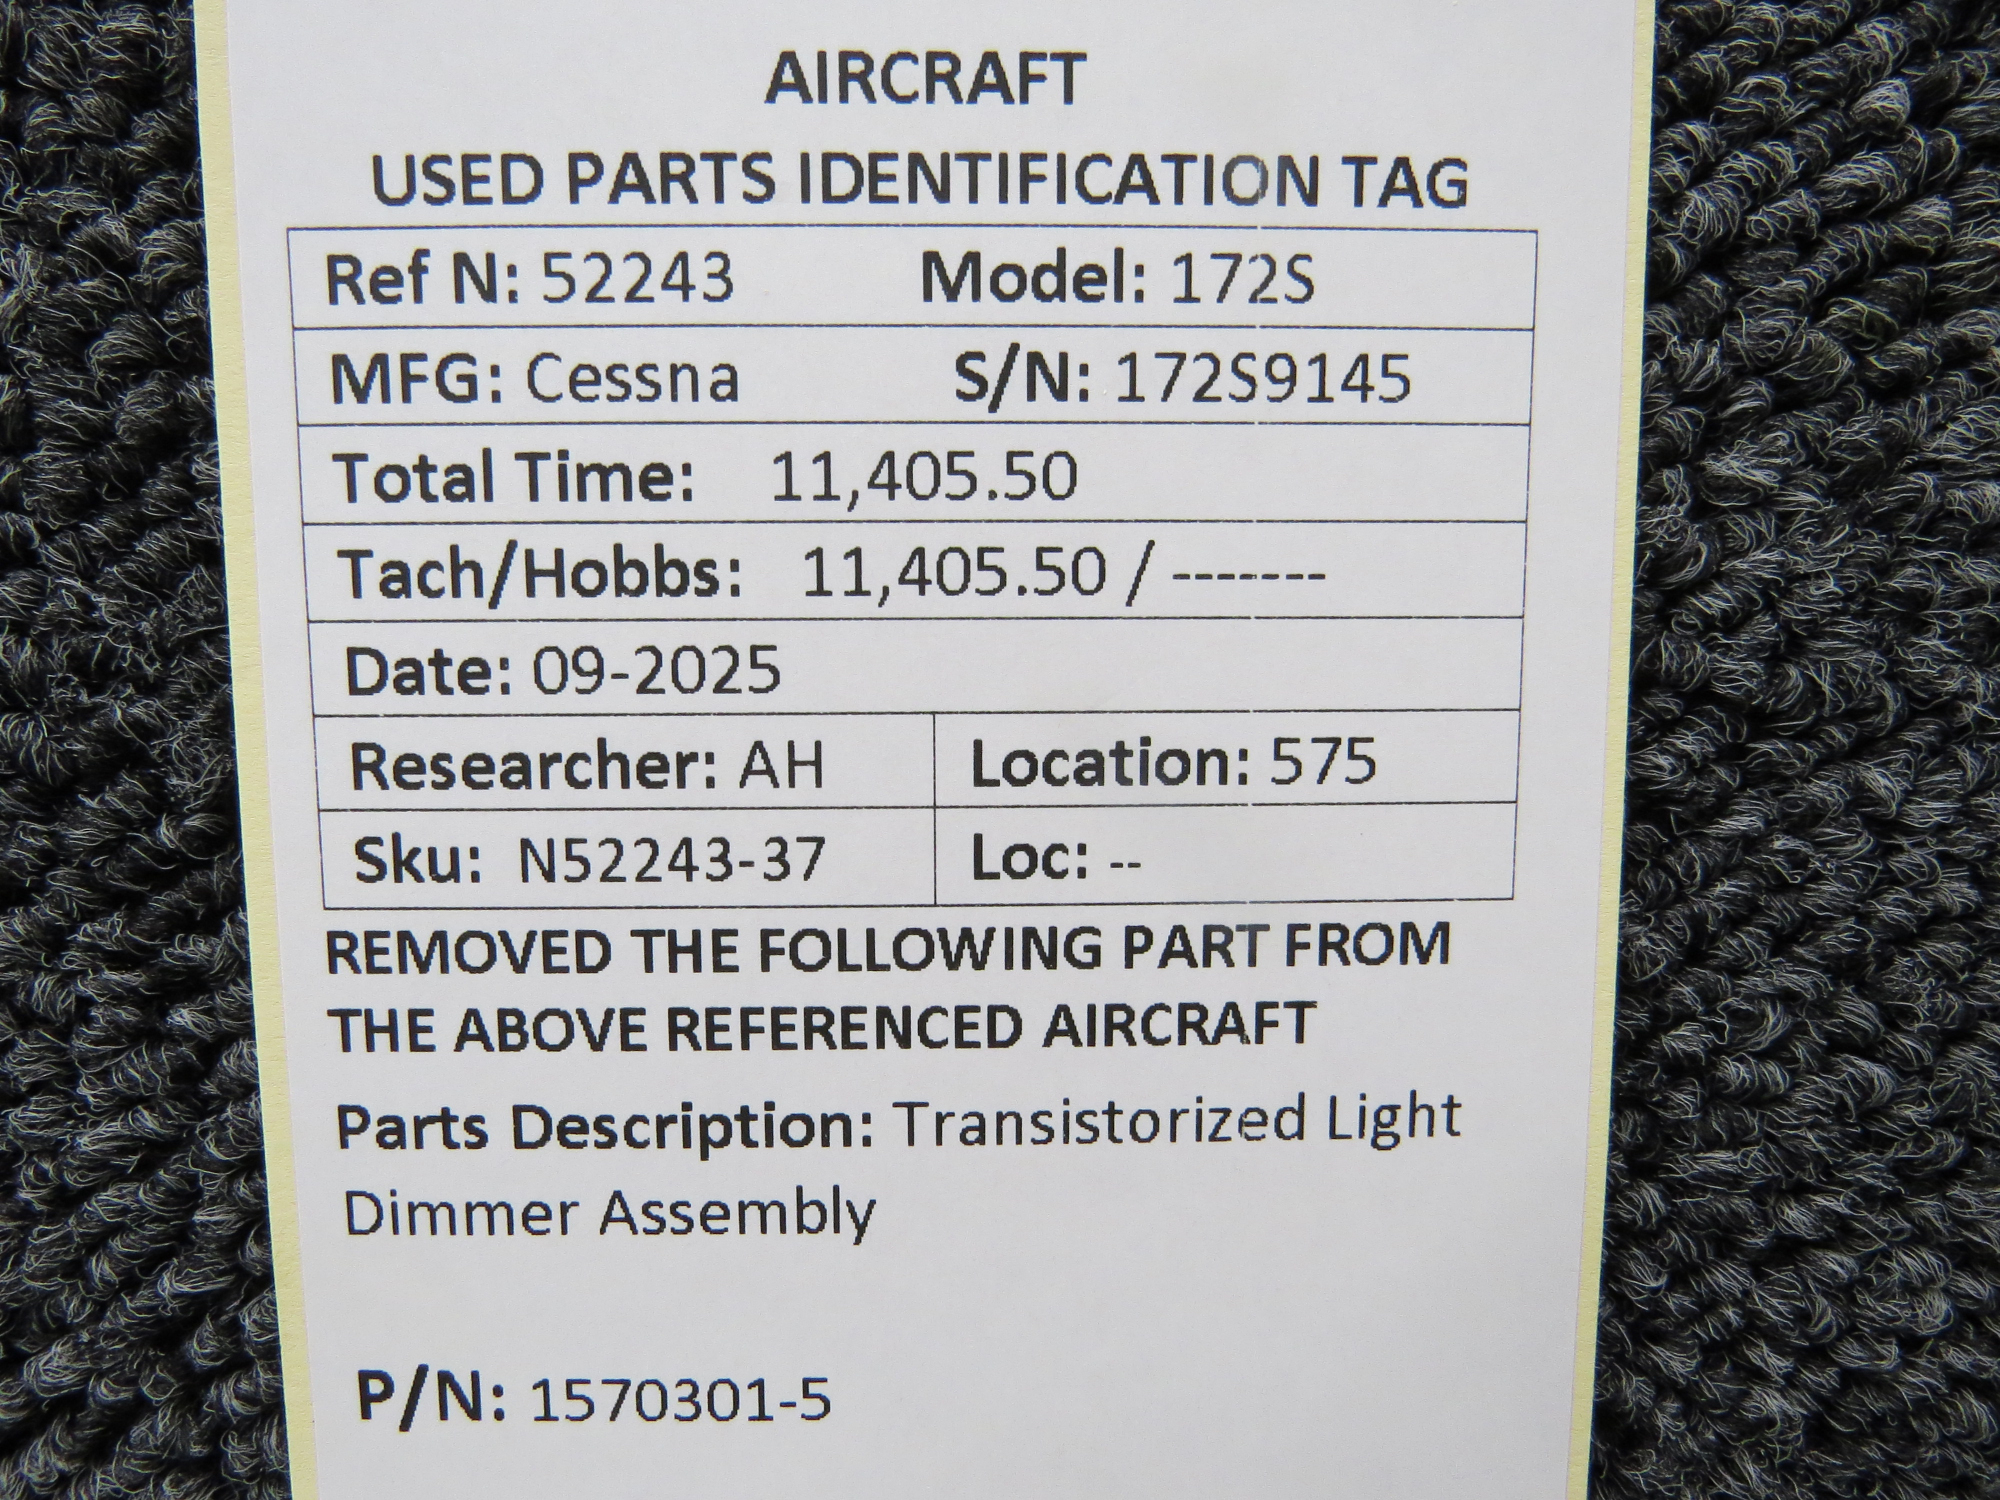 AIRCRAFT
USED PARTS IDENTIFICATION TAG
Ref N: 52243 Model: 172S
MFG: Cessna S/N: 172S9145
Total Time: 11,405.50
Tach/Hobbs: 11,405.50 / -------
Date: 09-2025
Researcher: AH Location: 575
Sku: N52243-37 Loc: --
REMOVED THE FOLLOWING PART FROM
THE ABOVE REFERENCED AIRCRAFT
Parts Description: Transistorized Light
Dimmer Assembly
P/N: 1570301-5